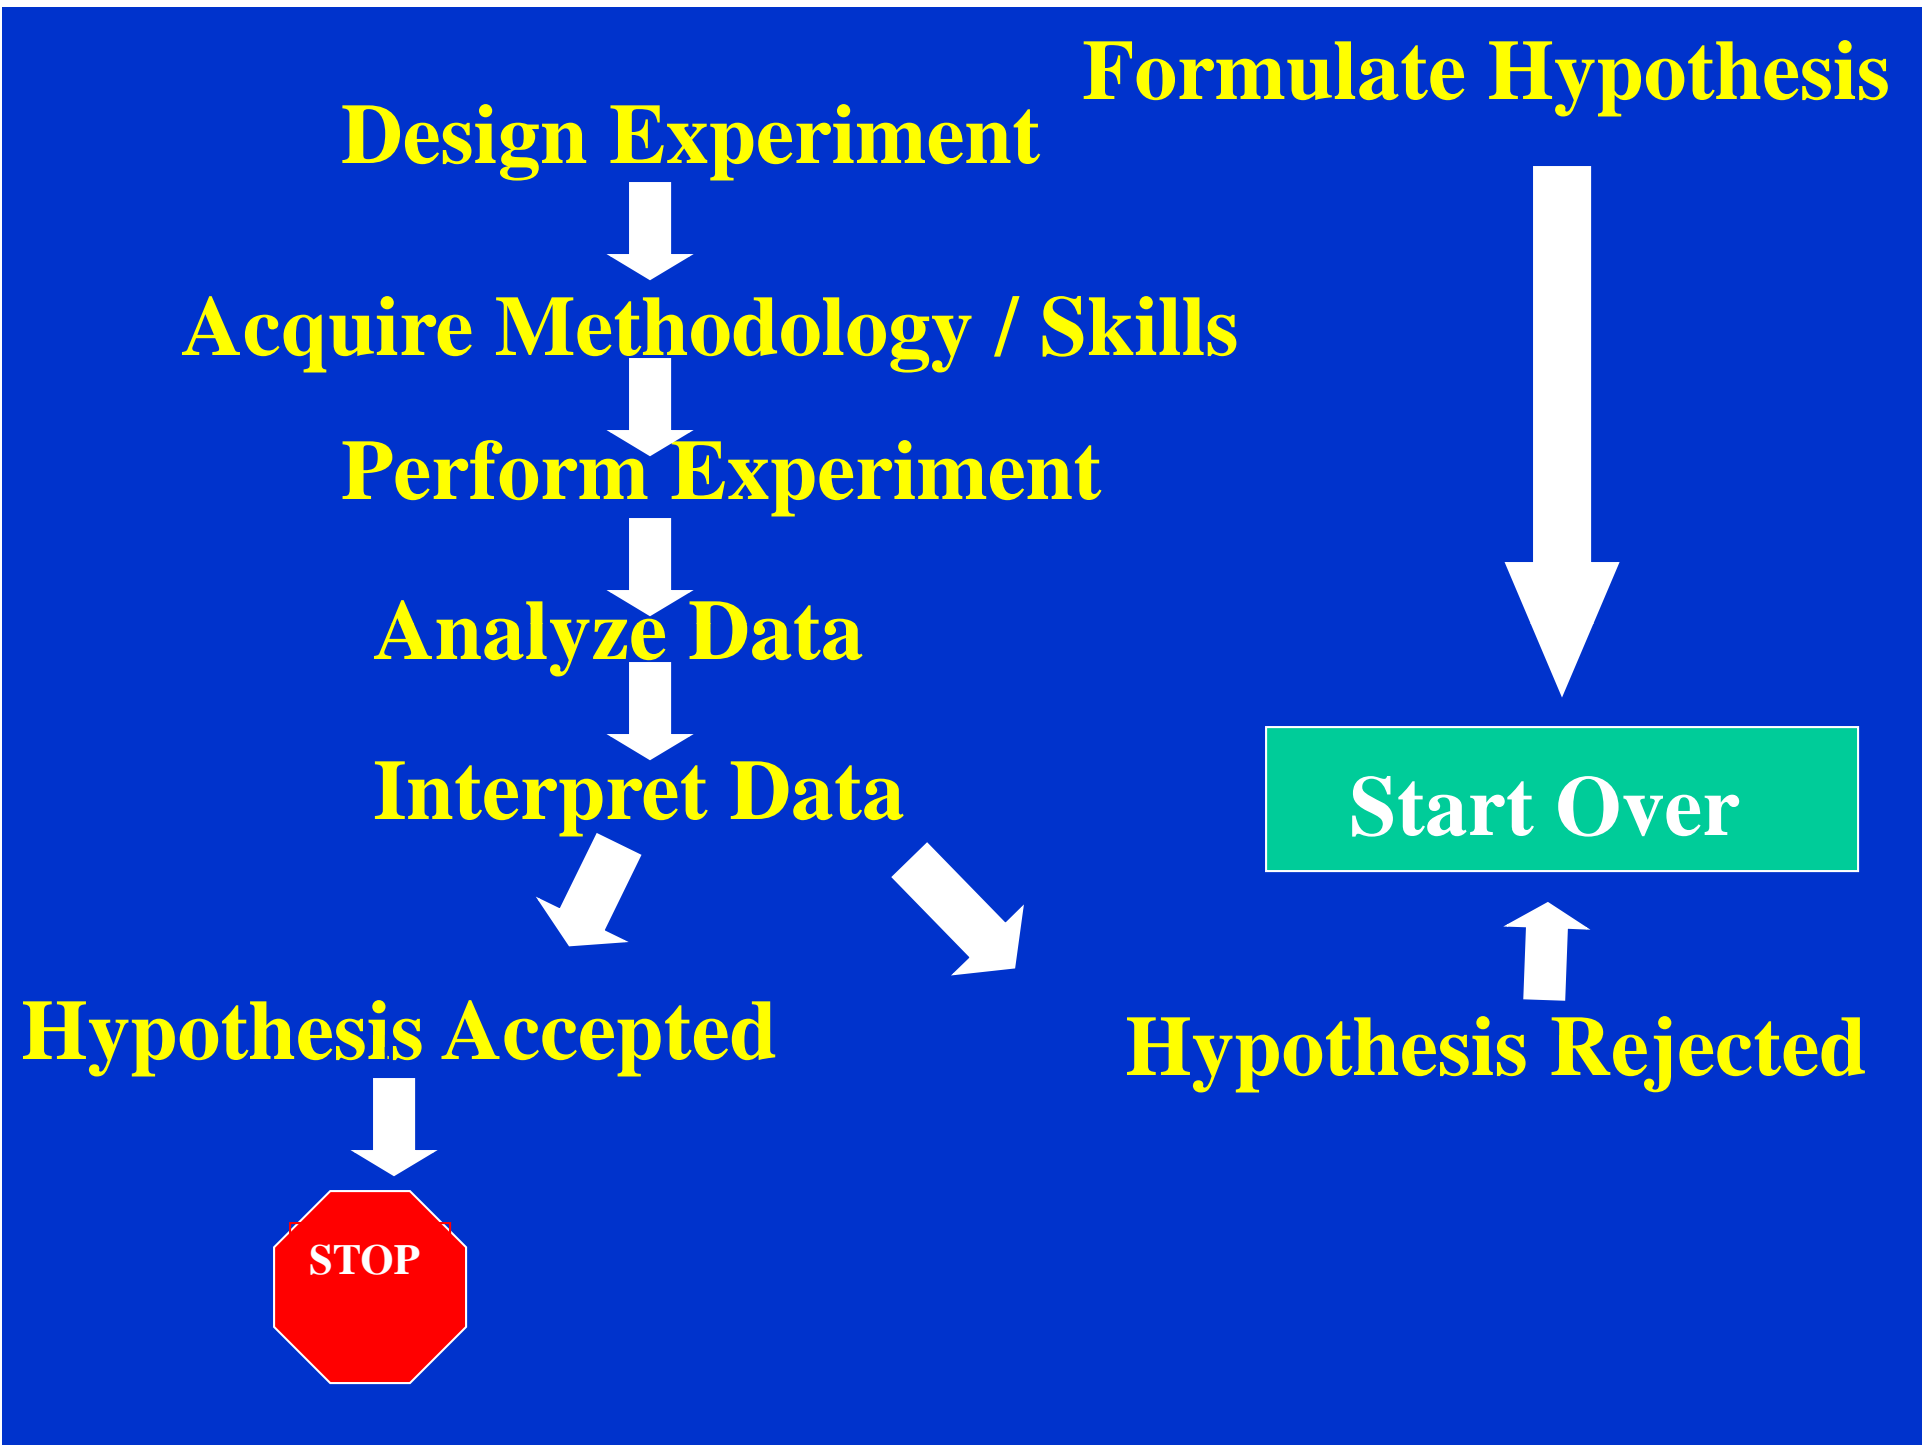 Formulate Hypothesis
Design Experiment
Acquire Methodology / Skills
Perform Experiment
Analyze Data
Interpret Data
Start Over
Hypothesis Accepted
Hypothesis Rejected
STOP